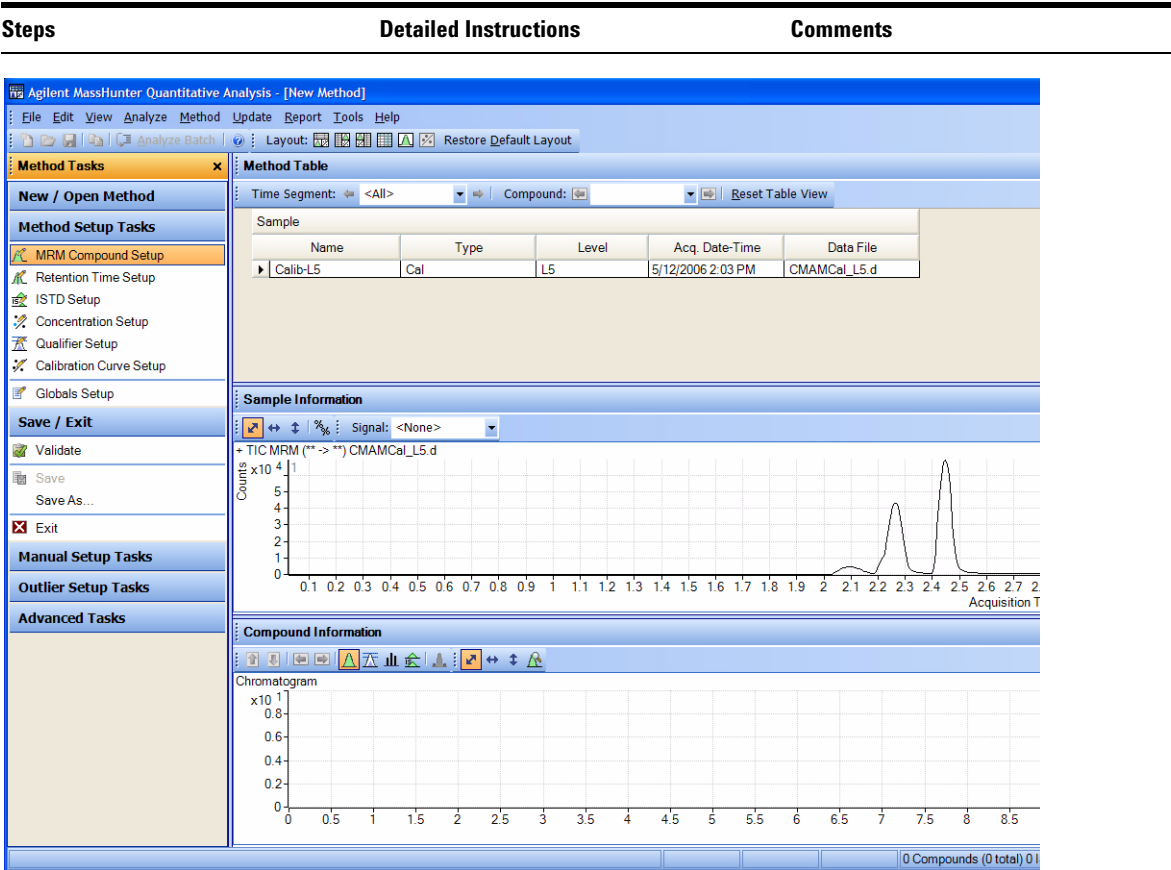 Steps Detailed Instructions Comments
Agilent MassHunter Quantitative Analysis - [New Method]
File Edit View Analyze Method Update Report Tools Help
Analyze Batch Layout: Restore Default Layout
Method Tasks x
New / Open Method
Method Setup Tasks
MRM Compound Setup
Retention Time Setup
ISTD Setup
Concentration Setup
Qualifier Setup
Calibration Curve Setup
Globals Setup
Save / Exit
Validate
Save
Save As...
Exit
Manual Setup Tasks
Outlier Setup Tasks
Advanced Tasks
Method Table
Time Segment: <All> Compound: Reset Table View
Sample
Name Type Level Acq. Date-Time Data File
Calib-L5 Cal L5 5/12/2006 2:03 PM CMAMCal_L5.d
Sample Information
Signal: <None>
+ TIC MRM (** -> **) CMAMCal_L5.d
Counts
x10 4 1
5
4
3
2
1
0
0.1 0.2 0.3 0.4 0.5 0.6 0.7 0.8 0.9 1 1.1 1.2 1.3 1.4 1.5 1.6 1.7 1.8 1.9 2 2.1 2.2 2.3 2.4 2.5 2.6 2.7 2.
Acquisition T
Compound Information
Chromatogram
x10 1
0.8
0.6
0.4
0.2
0
0 0.5 1 1.5 2 2.5 3 3.5 4 4.5 5 5.5 6 6.5 7 7.5 8 8.5
0 Compounds (0 total) 0